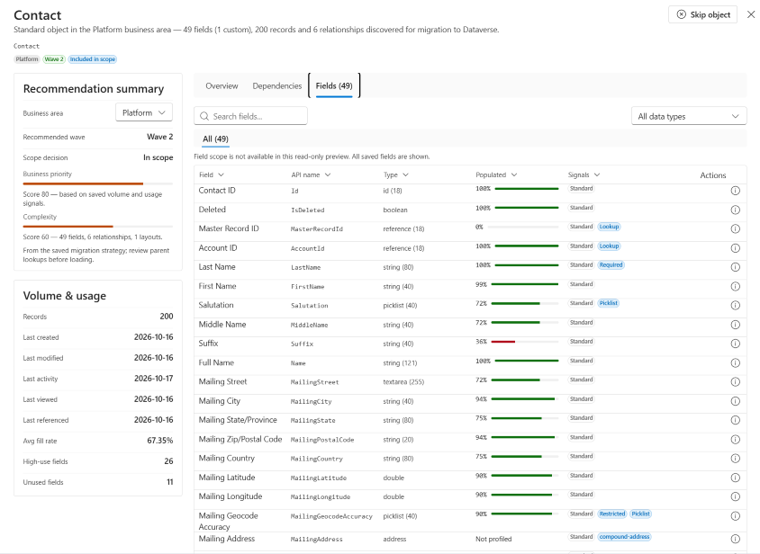 Contact
Skip object
Standard object in the Platform business area — 49 fields (1 custom), 200 records and 6 relationships discovered for migration to Dataverse.
Contact
Platform Wave 2 Included in scope
Recommendation summary
Business area Platform
Recommended wave Wave 2
Scope decision In scope
Business priority
Score 80 — based on saved volume and usage signals.
Complexity
Score 60 — 49 fields, 6 relationships, 1 layouts.
From the saved migration strategy; review parent lookups before loading.
Volume & usage
Records 200
Last created 2026-10-16
Last modified 2026-10-16
Last activity 2026-10-17
Last viewed 2026-10-16
Last referenced 2026-10-16
Avg fill rate 67.35%
High-use fields 26
Unused fields 11
Overview Dependencies Fields (49)
Search fields... All data types
All (49)
Field scope is not available in this read-only preview. All saved fields are shown.
Field API name Type Populated Signals Actions
Contact ID Id id (18) 100% Standard
Deleted IsDeleted boolean 100% Standard
Master Record ID MasterRecordId reference (18) 0% Standard Lookup
Account ID AccountId reference (18) 100% Standard Lookup
Last Name LastName string (80) 100% Standard Required
First Name FirstName string (40) 99% Standard
Salutation Salutation picklist (40) 72% Standard Picklist
Middle Name MiddleName string (40) 72% Standard
Suffix Suffix string (40) 36% Standard
Full Name Name string (121) 100% Standard
Mailing Street MailingStreet textarea (255) 72% Standard
Mailing City MailingCity string (40) 94% Standard
Mailing State/Province MailingState string (80) 75% Standard
Mailing Zip/Postal Code MailingPostalCode string (20) 94% Standard
Mailing Country MailingCountry string (80) 75% Standard
Mailing Latitude MailingLatitude double 90% Standard
Mailing Longitude MailingLongitude double 90% Standard
Mailing Geocode Accuracy MailingGeocodeAccuracy picklist (40) 90% Standard Restricted Picklist
Mailing Address MailingAddress address Not profiled Standard compound-address